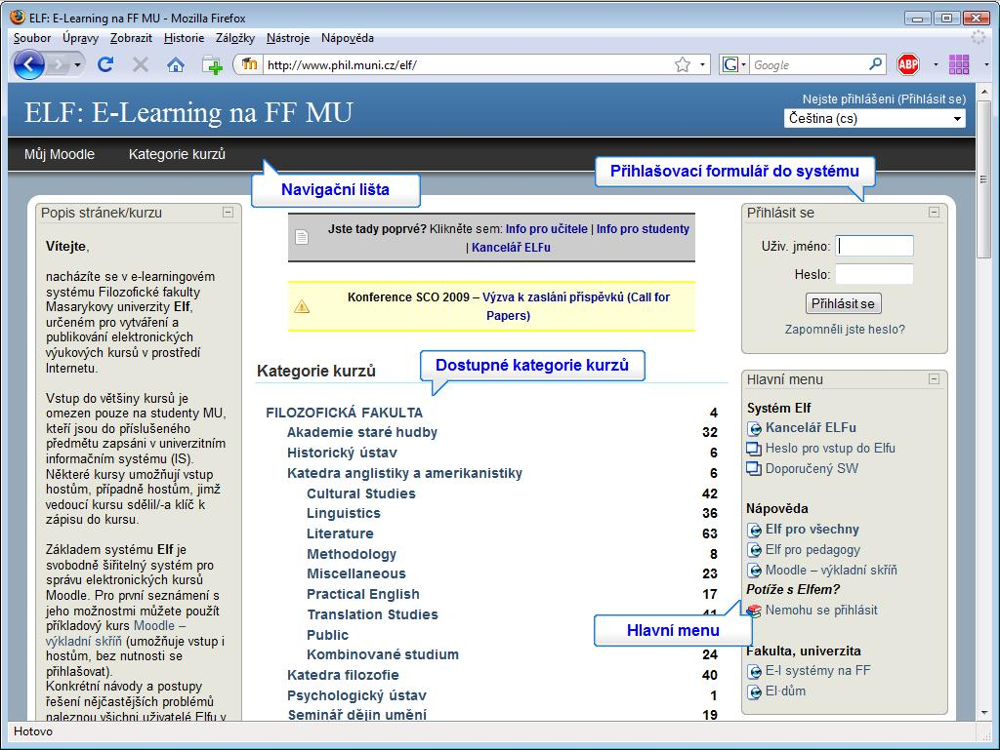 ELF: E-Learning na FF MU - Mozilla Firefox
Soubor Úpravy Zobrazit Historie Záložky Nástroje Nápověda
http://www.phil.muni.cz/elf/
Google
ABP
ELF: E-Learning na FF MU
Nejste přihlášeni (Přihlásit se)
Čeština (cs)
Můj Moodle Kategorie kurzů
Navigační lišta
Přihlašovací formulář do systému
Popis stránek/kurzu
Vítejte,
nacházíte se v e-learningovém
systému Filozofické fakulty
Masarykovy univerzity Elf,
určeném pro vytváření a
publikování elektronických
výukových kursů v prostředí
Internetu.
Vstup do většiny kursů je
omezen pouze na studenty MU,
kteří jsou do příslušeného
předmětu zapsáni v univerzitním
informačním systému (IS).
Některé kursy umožňují vstup
hostům, případně hostům, jimž
vedoucí kursu sdělil/-a klíč k
zápisu do kursu.
Základem systému Elf je
svobodně šiřitelný systém pro
správu elektronických kursů
Moodle. Pro první seznámení s
jeho možnostmi můžete použít
příkladový kurs Moodle –
výkladní skříň (umožňuje vstup i
hostům, bez nutnosti se
přihlašovat).
Konkrétní návody a postupy
řešení nějčastějších problémů
naleznou všichni uživatelé Elfu v
Jste tady poprvé? Klikněte sem: Info pro učitele | Info pro studenty
| Kancelář ELFu
Konference SCO 2009 – Výzva k zaslání příspěvků (Call for
Papers)
Kategorie kurzů
Dostupné kategorie kurzů
FILOZOFICKÁ FAKULTA 4
Akademie staré hudby 32
Historický ústav 6
Katedra anglistiky a amerikanistiky 6
Cultural Studies 42
Linguistics 36
Literature 63
Methodology 8
Miscellaneous 23
Practical English 17
Translation Studies
Public
Kombinované studium 24
Katedra filozofie 40
Psychologický ústav 1
Seminář dějin umění 19
Přihlásit se
Uživ. jméno:
Heslo:
Přihlásit se
Zapomněli jste heslo?
Hlavní menu
Systém Elf
Kancelář ELFu
Heslo pro vstup do Elfu
Doporučený SW
Nápověda
Elf pro všechny
Elf pro pedagogy
Moodle – výkladní skříň
Potíže s Elfem?
Nemohu se přihlásit
Hlavní menu
Fakulta, univerzita
E-l systémy na FF
El·dům
Hotovo